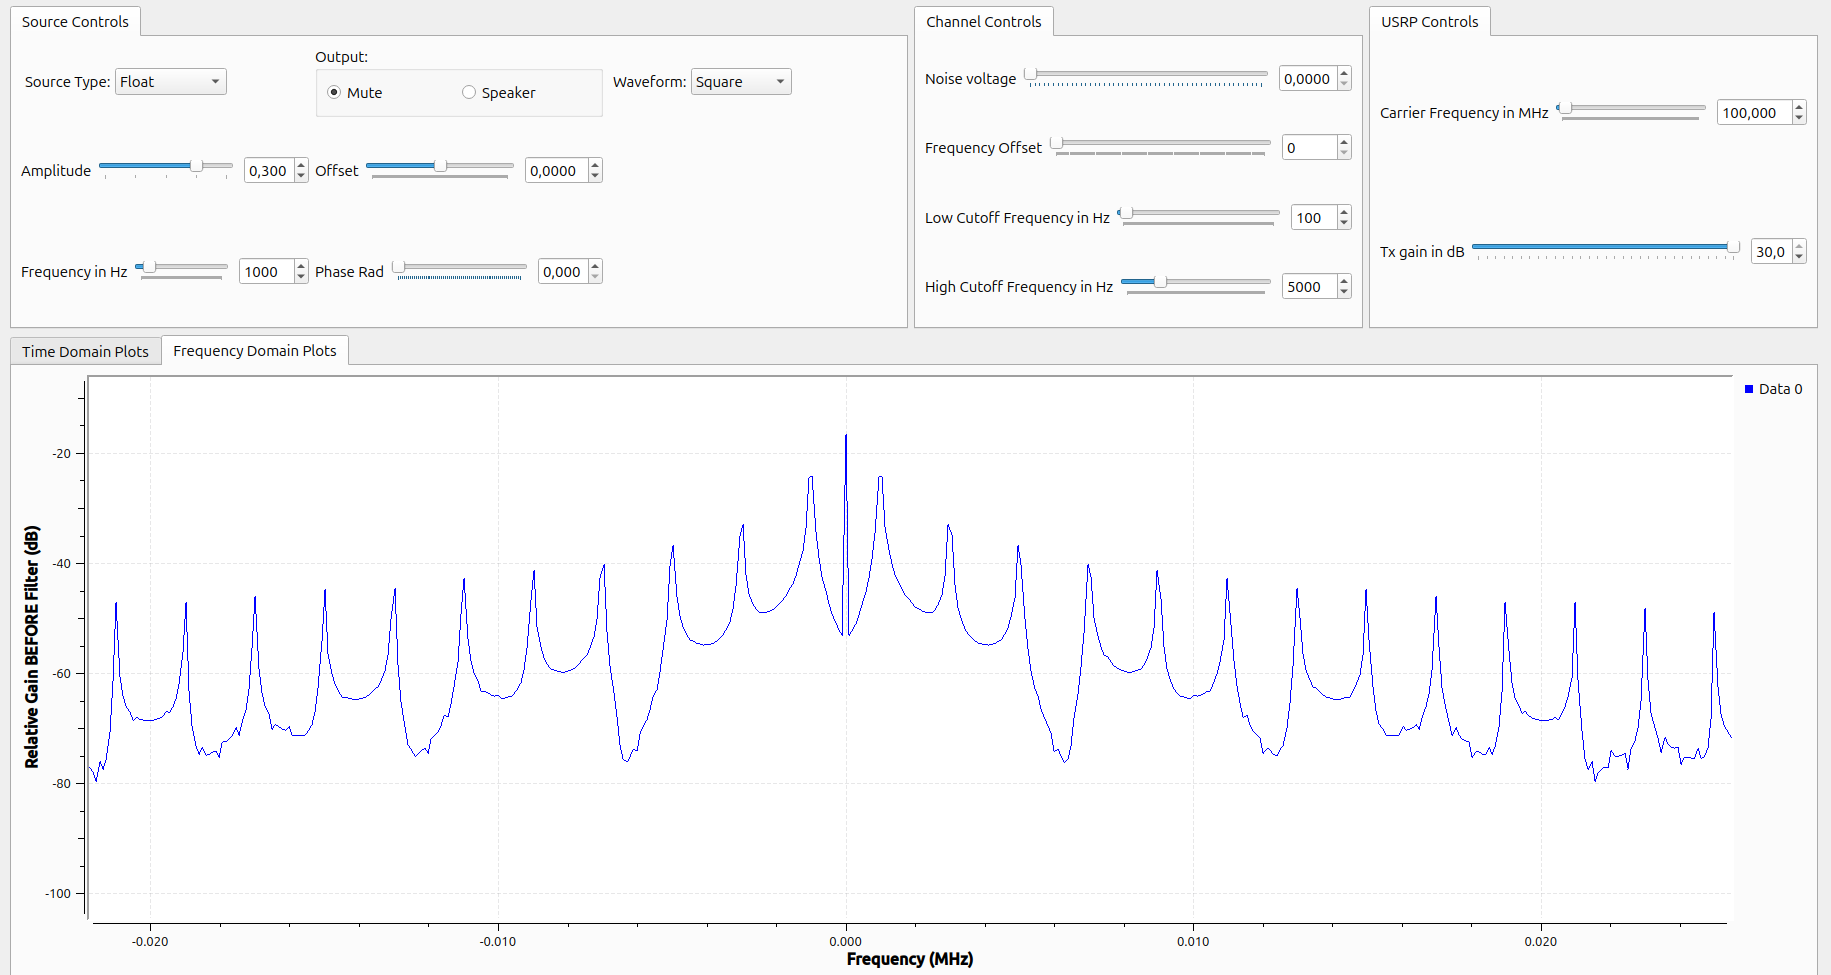 Source Controls
Source Type: Float
Output:
Mute
Speaker
Waveform: Square
Amplitude 0,300
Offset 0,0000
Frequency in Hz 1000
Phase Rad 0,000
Channel Controls
Noise voltage 0,0000
Frequency Offset 0
Low Cutoff Frequency in Hz 100
High Cutoff Frequency in Hz 5000
USRP Controls
Carrier Frequency in MHz 100,000
Tx gain in dB 30,0
Time Domain Plots
Frequency Domain Plots
Data 0
Relative Gain BEFORE Filter (dB)
-20
-40
-60
-80
-100
-0.020
-0.010
0.000
0.010
0.020
Frequency (MHz)